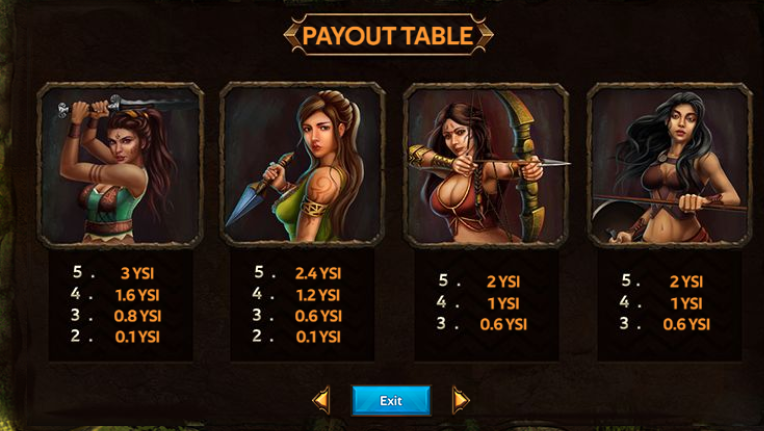 PAYOUT TABLE
5. 3 YSI
4. 1.6 YSI
3. 0.8 YSI
2. 0.1 YSI
5. 2.4 YSI
4. 1.2 YSI
3. 0.6 YSI
2. 0.1 YSI
5. 2 YSI
4. 1 YSI
3. 0.6 YSI
5. 2 YSI
4. 1 YSI
3. 0.6 YSI
Exit